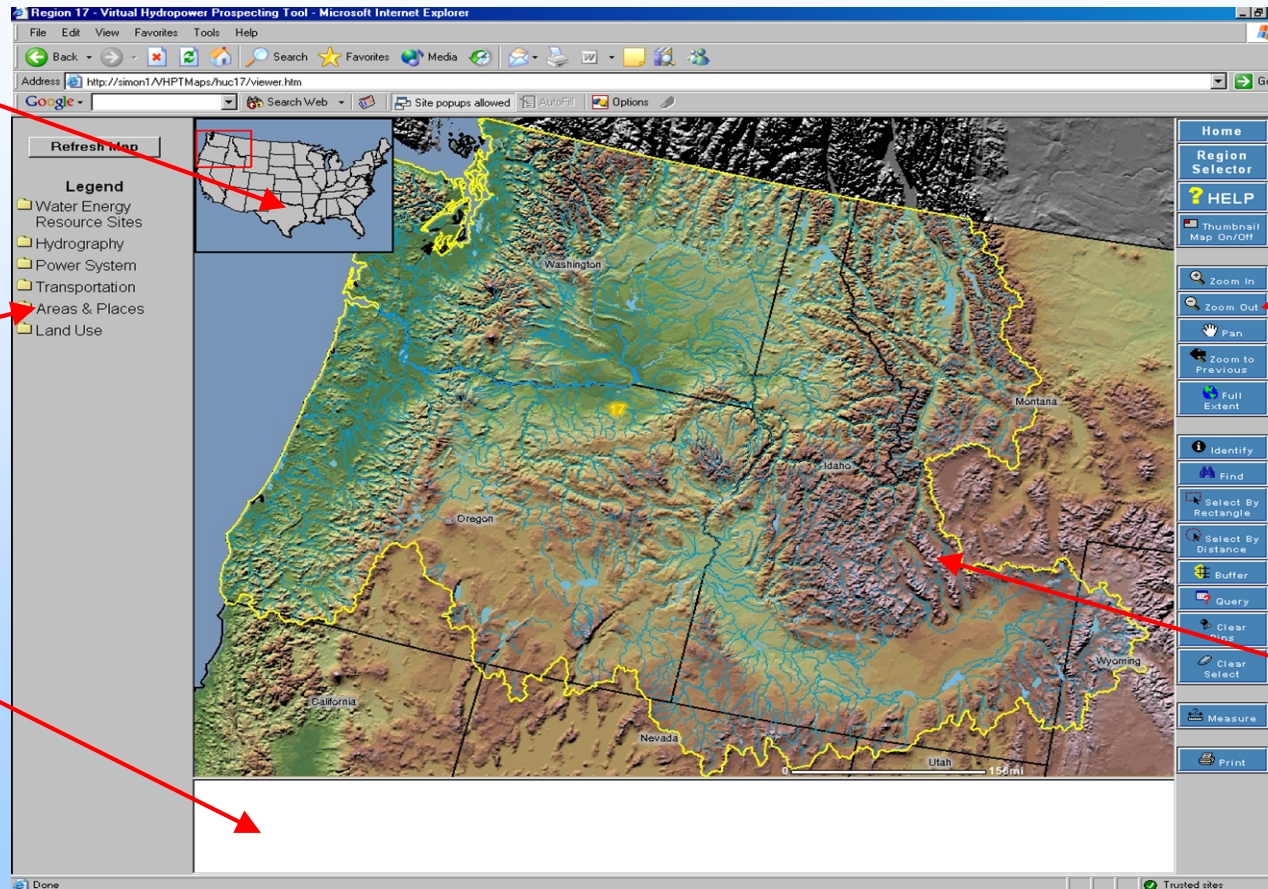 Region 17 - Virtual Hydropower Prospecting Tool - Microsoft Internet Explorer
File Edit View Favorites Tools Help
Back Search Favorites Media
Address http://simon1/VHPTMaps/huc17/viewer.htm
Google Search Web Site popups allowed AutoFill Options
Refresh Map
Legend
Water Energy
Resource Sites
Hydrography
Power System
Transportation
Areas & Places
Land Use
Washington
Montana
17
Idaho
Oregon
Wyoming
California
Nevada
Utah
0 156mi
Home
Region
Selector
? HELP
Thumbnail
Map On/Off
Zoom In
Zoom Out
Pan
Zoom to
Previous
Full
Extent
Identify
Find
Select By
Rectangle
Select By
Distance
Buffer
Query
Clear
Pins
Clear
Select
Measure
Print
Done Trusted sites